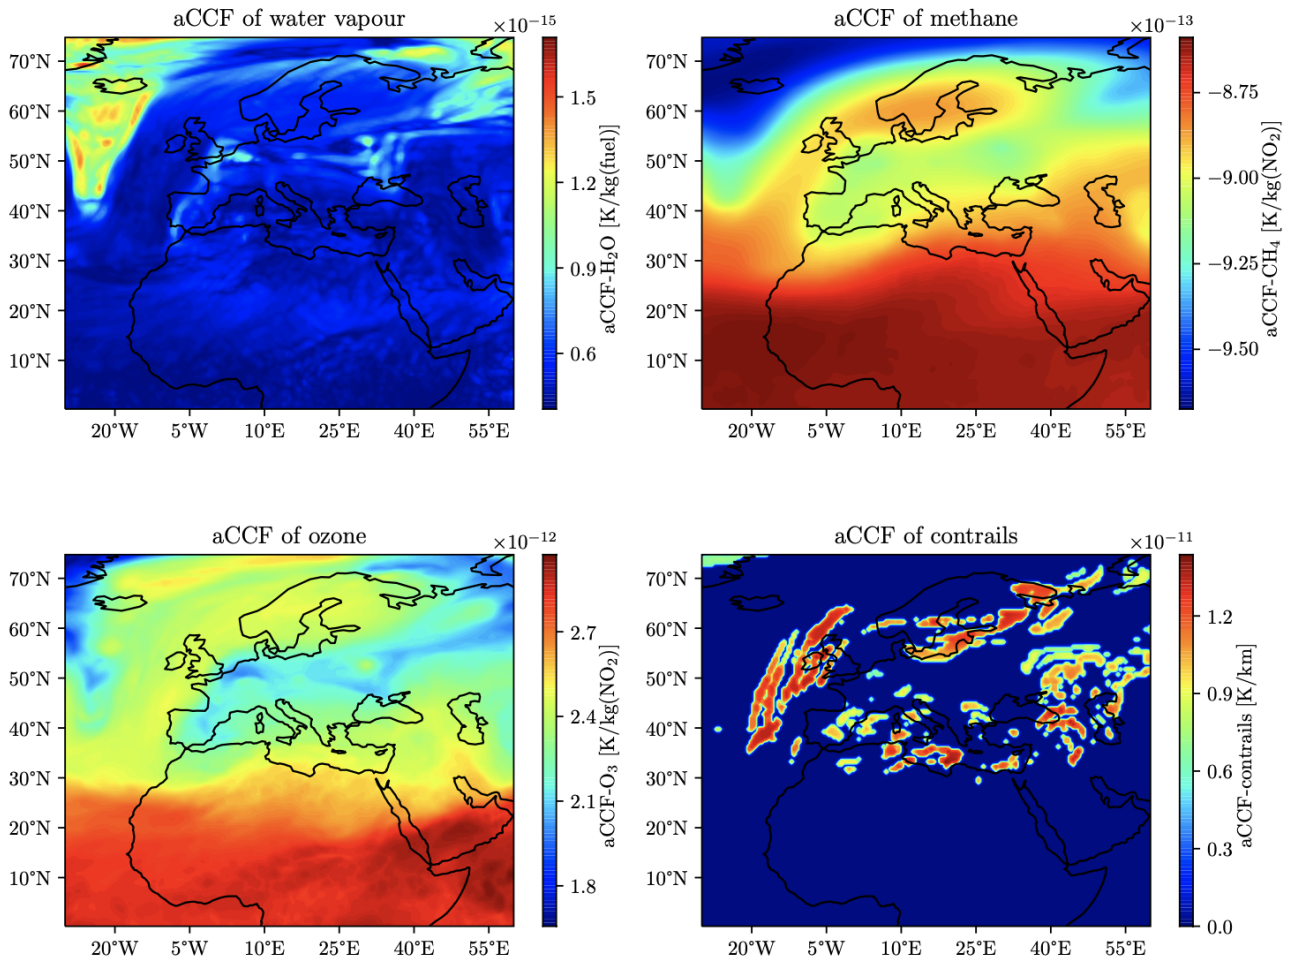 aCCF of water vapour
×10⁻¹⁵
70°N
60°N
50°N
40°N
30°N
20°N
10°N
20°W 5°W 10°E 25°E 40°E 55°E
1.5
1.2
0.9
0.6
aCCF-H₂O [K/kg(fuel)]
aCCF of methane
×10⁻¹³
70°N
60°N
50°N
40°N
30°N
20°N
10°N
20°W 5°W 10°E 25°E 40°E 55°E
−8.75
−9.00
−9.25
−9.50
aCCF-CH₄ [K/kg(NO₂)]
aCCF of ozone
×10⁻¹²
70°N
60°N
50°N
40°N
30°N
20°N
10°N
20°W 5°W 10°E 25°E 40°E 55°E
2.7
2.4
2.1
1.8
aCCF-O₃ [K/kg(NO₂)]
aCCF of contrails
×10⁻¹¹
70°N
60°N
50°N
40°N
30°N
20°N
10°N
20°W 5°W 10°E 25°E 40°E 55°E
1.2
0.9
0.6
0.3
0.0
aCCF-contrails [K/km]